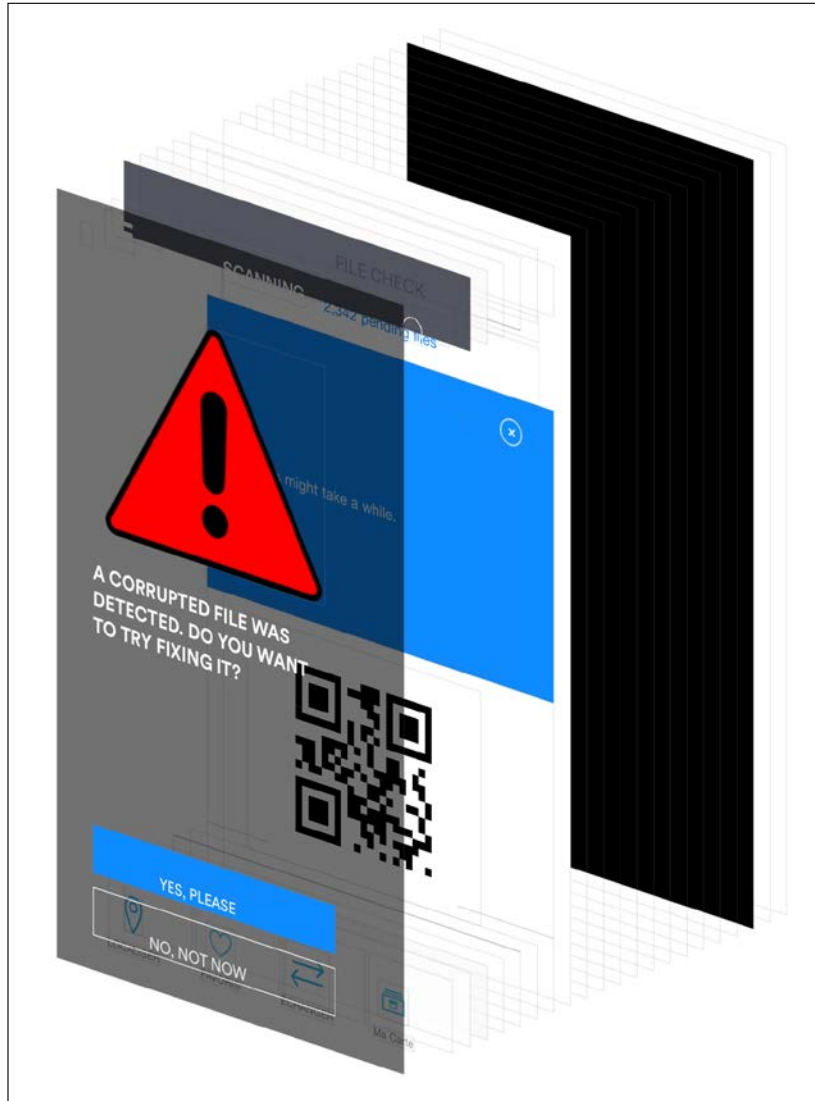 FILE CHECK
SCANNING
2,342 pending files
might take a while.
A CORRUPTED FILE WAS
DETECTED. DO YOU WANT
TO TRY FIXING IT?
YES, PLEASE
NO, NOT NOW
ÉCHANGER
Ma Carte